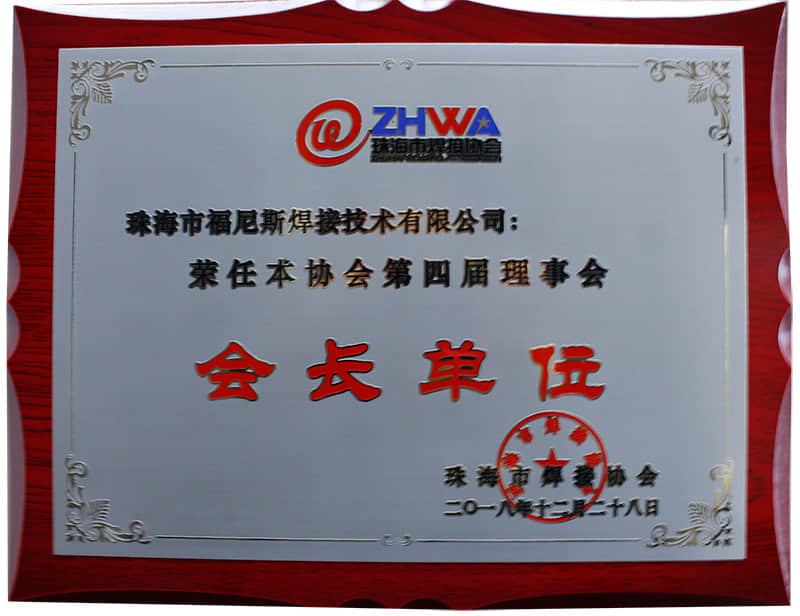 ZHWA
珠海市焊接协会
珠海市福尼斯焊接技术有限公司：
荣任本协会第四届理事会
会长单位
珠海市焊接协会
二〇一八年十二月二十八日